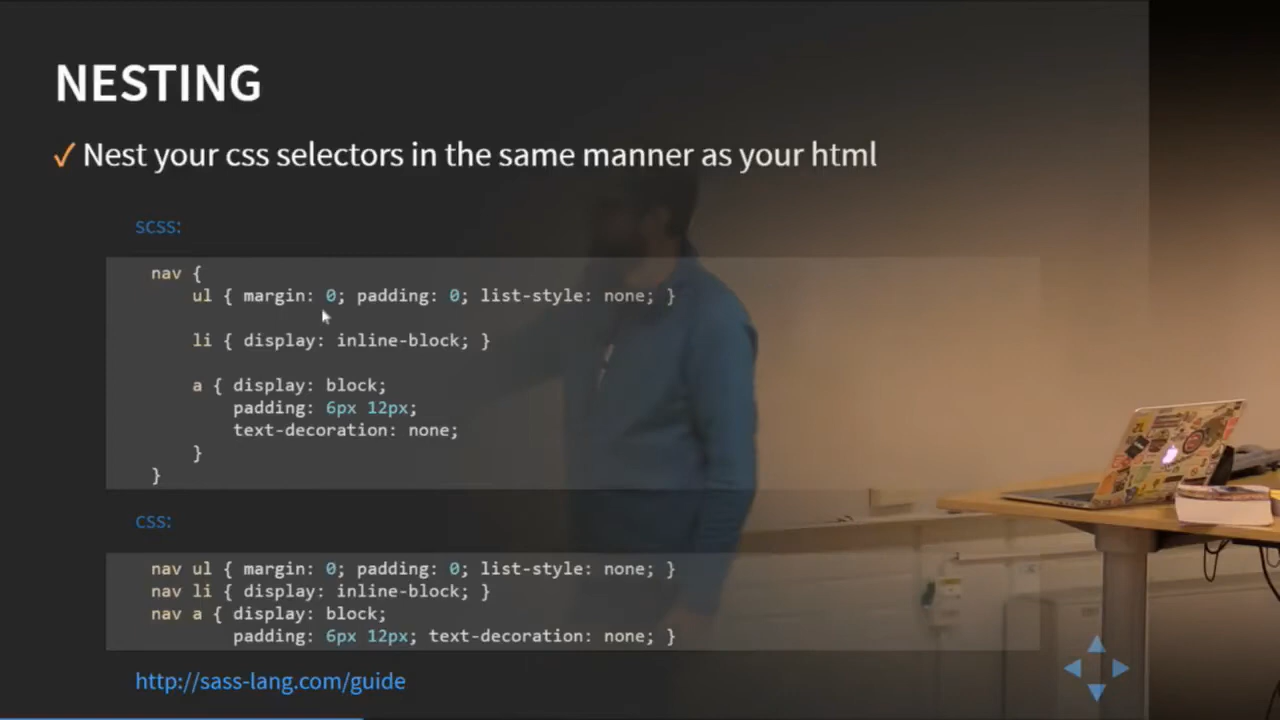 NESTING
✓ Nest your css selectors in the same manner as your html
scss:
nav {
    ul { margin: 0; padding: 0; list-style: none; }
    li { display: inline-block; }
    a { display: block;
        padding: 6px 12px;
        text-decoration: none;
    }
}
css:
nav ul { margin: 0; padding: 0; list-style: none; }
nav li { display: inline-block; }
nav a { display: block;
        padding: 6px 12px; text-decoration: none; }
http://sass-lang.com/guide